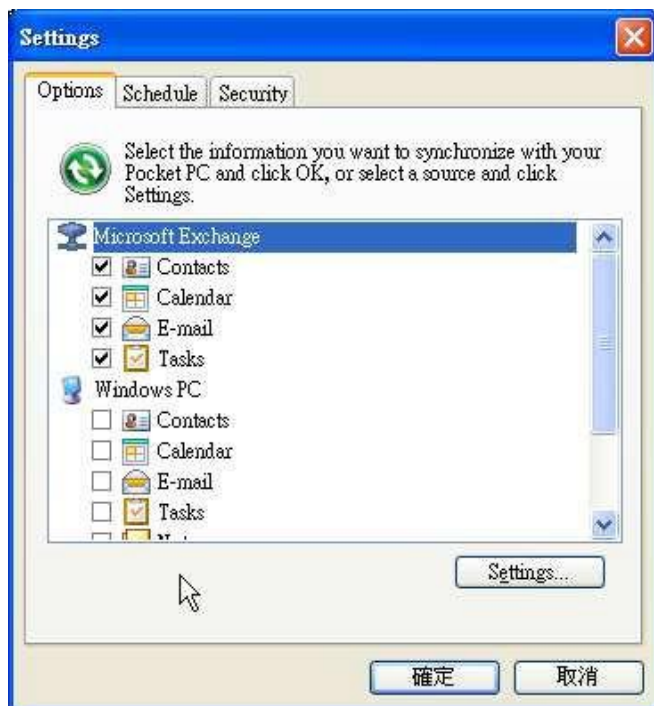 Settings
Options Schedule Security
Select the information you want to synchronize with your
Pocket PC and click OK, or select a source and click
Settings.
Microsoft Exchange
Contacts
Calendar
E-mail
Tasks
Windows PC
Contacts
Calendar
E-mail
Tasks
Settings...
確定 取消